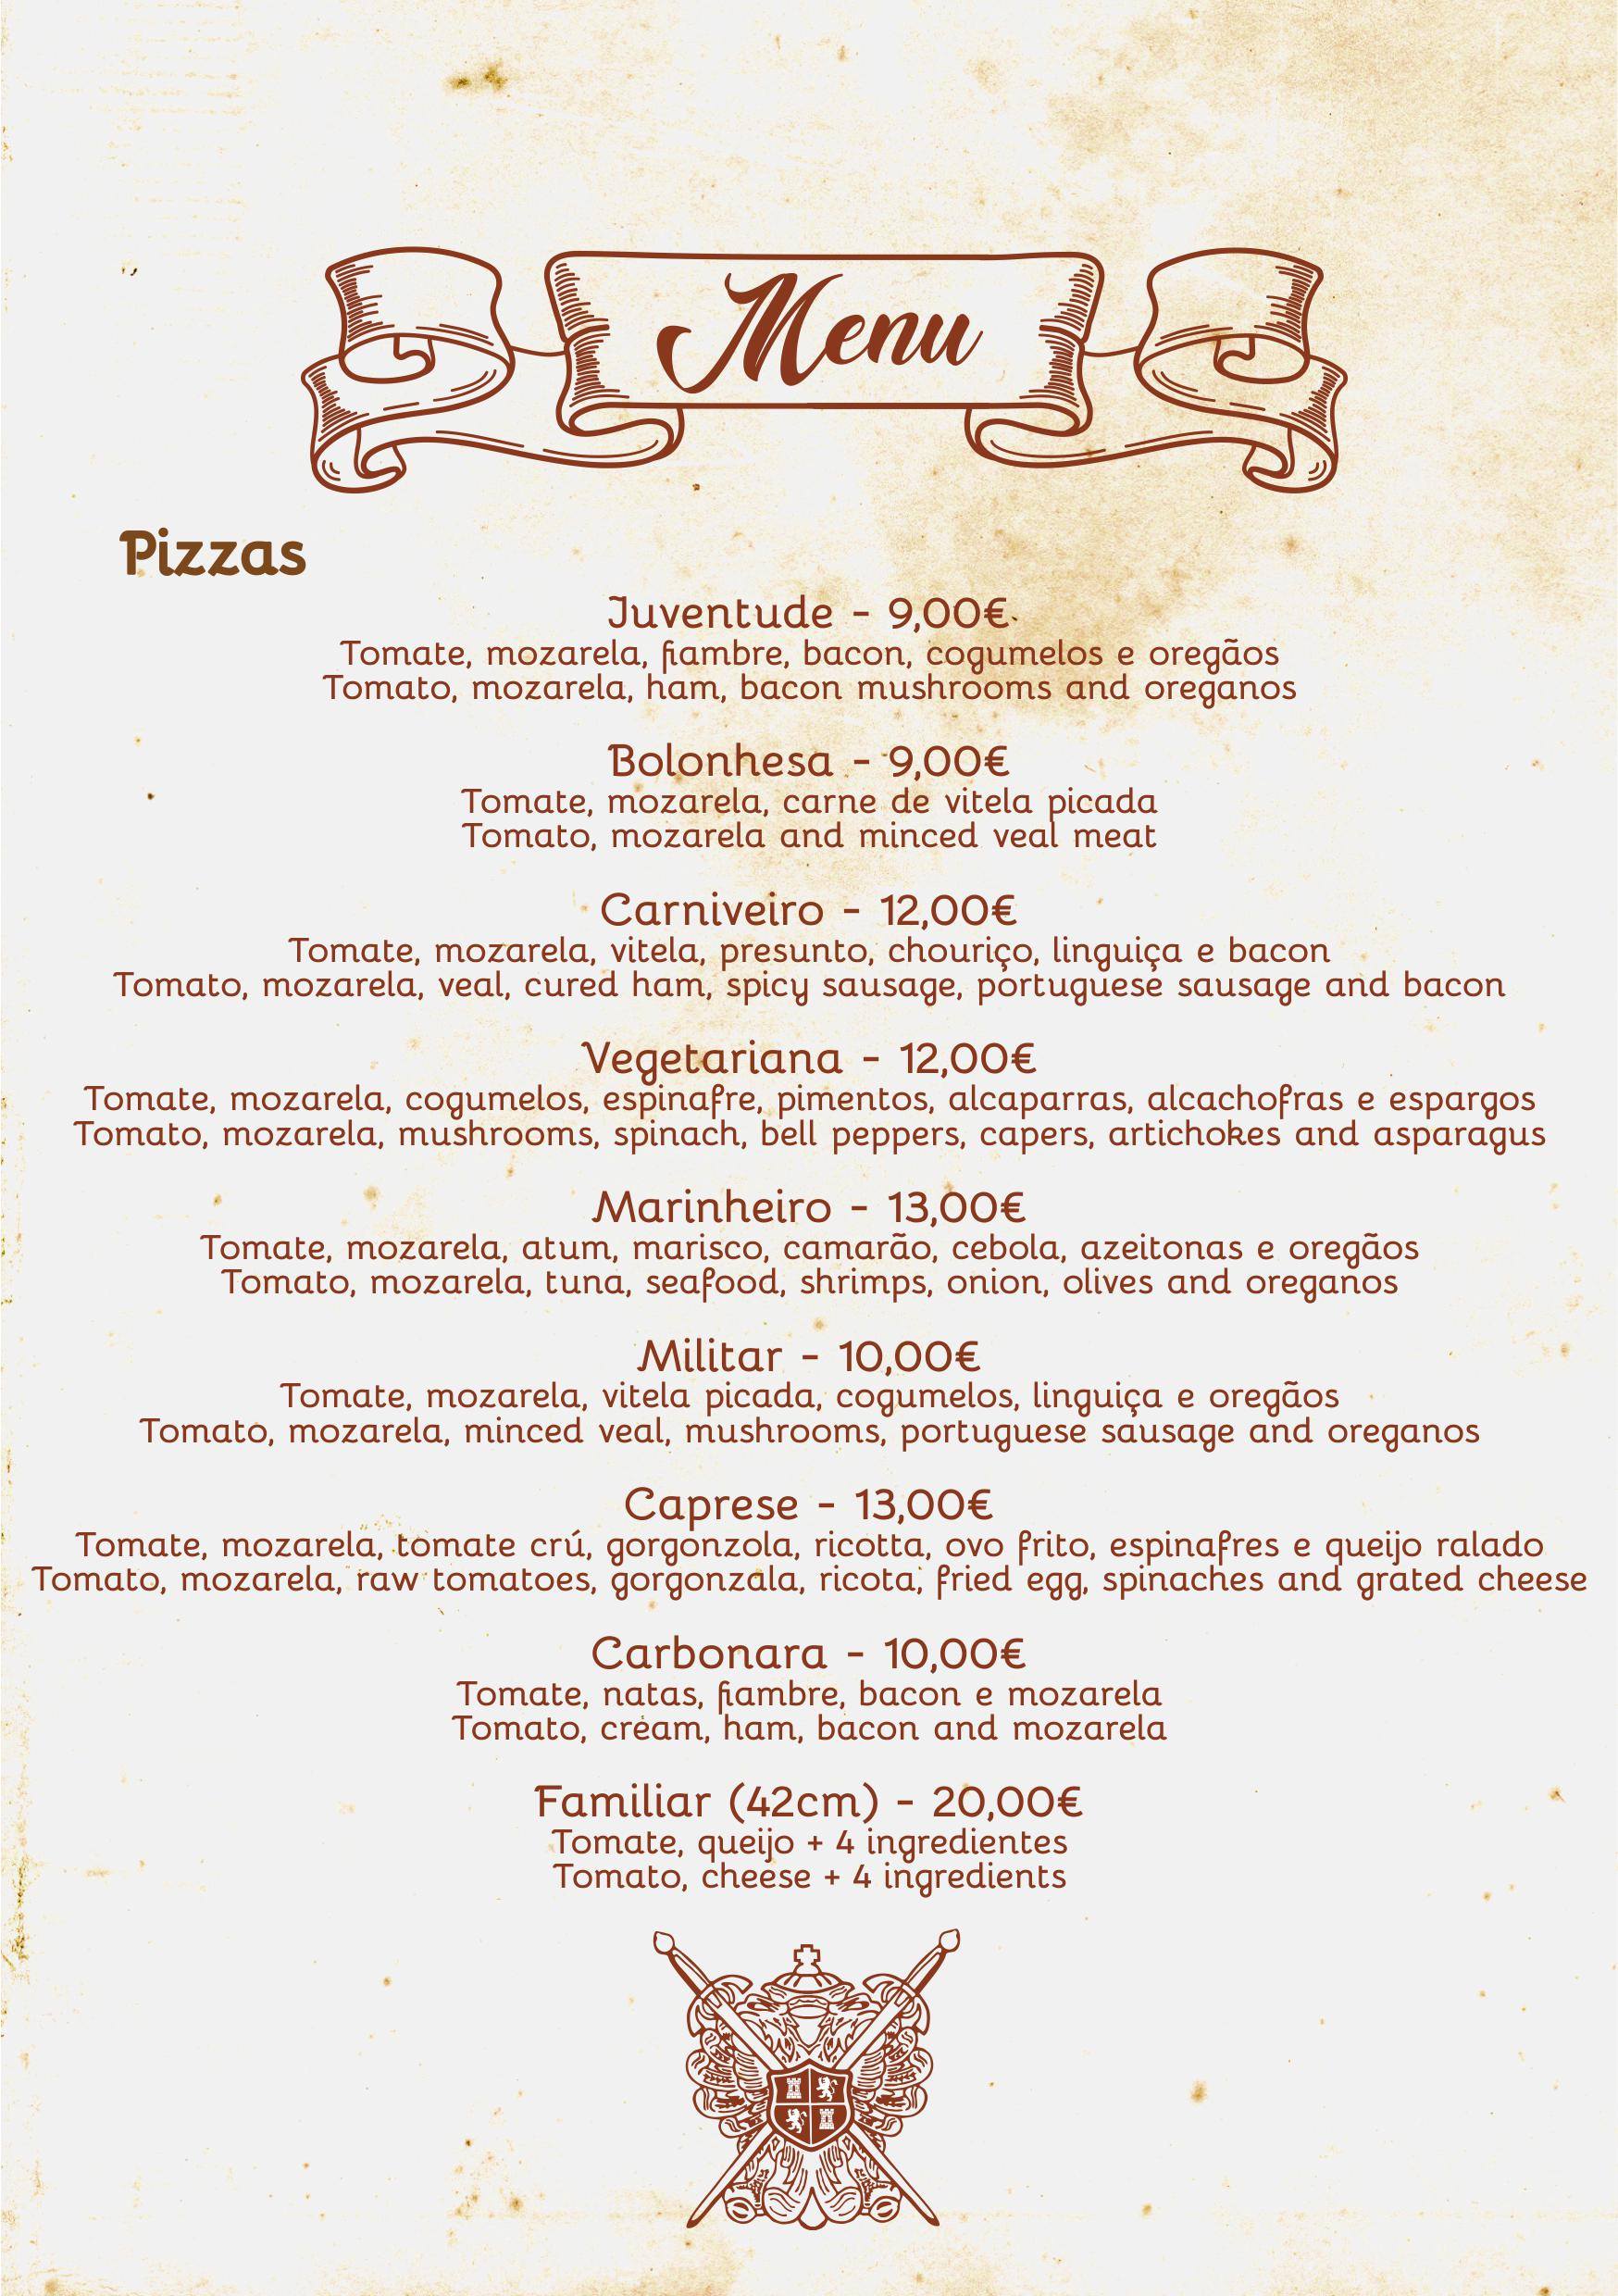 Menu
Pizzas
Juventude - 9,00€
Tomate, mozarela, fiambre, bacon, cogumelos e oregãos
Tomato, mozarela, ham, bacon mushrooms and oreganos
Bolonhesa - 9,00€
Tomate, mozarela, carne de vitela picada
Tomato, mozarela and minced veal meat
Carniveiro - 12,00€
Tomate, mozarela, vitela, presunto, chouriço, linguiça e bacon
Tomato, mozarela, veal, cured ham, spicy sausage, portuguese sausage and bacon
Vegetariana - 12,00€
Tomate, mozarela, cogumelos, espinafre, pimentos, alcaparras, alcachofras e espargos
Tomato, mozarela, mushrooms, spinach, bell peppers, capers, artichokes and asparagus
Marinheiro - 13,00€
Tomate, mozarela, atum, marisco, camarão, cebola, azeitonas e oregãos
Tomato, mozarela, tuna, seafood, shrimps, onion, olives and oreganos
Militar - 10,00€
Tomate, mozarela, vitela picada, cogumelos, linguiça e oregãos
Tomato, mozarela, minced veal, mushrooms, portuguese sausage and oreganos
Caprese - 13,00€
Tomate, mozarela, tomate crú, gorgonzola, ricotta, ovo frito, espinafres e queijo ralado
Tomato, mozarela, raw tomatoes, gorgonzala, ricota, fried egg, spinaches and grated cheese
Carbonara - 10,00€
Tomate, natas, fiambre, bacon e mozarela
Tomato, cream, ham, bacon and mozarela
Familiar (42cm) - 20,00€
Tomate, queijo + 4 ingredientes
Tomato, cheese + 4 ingredients